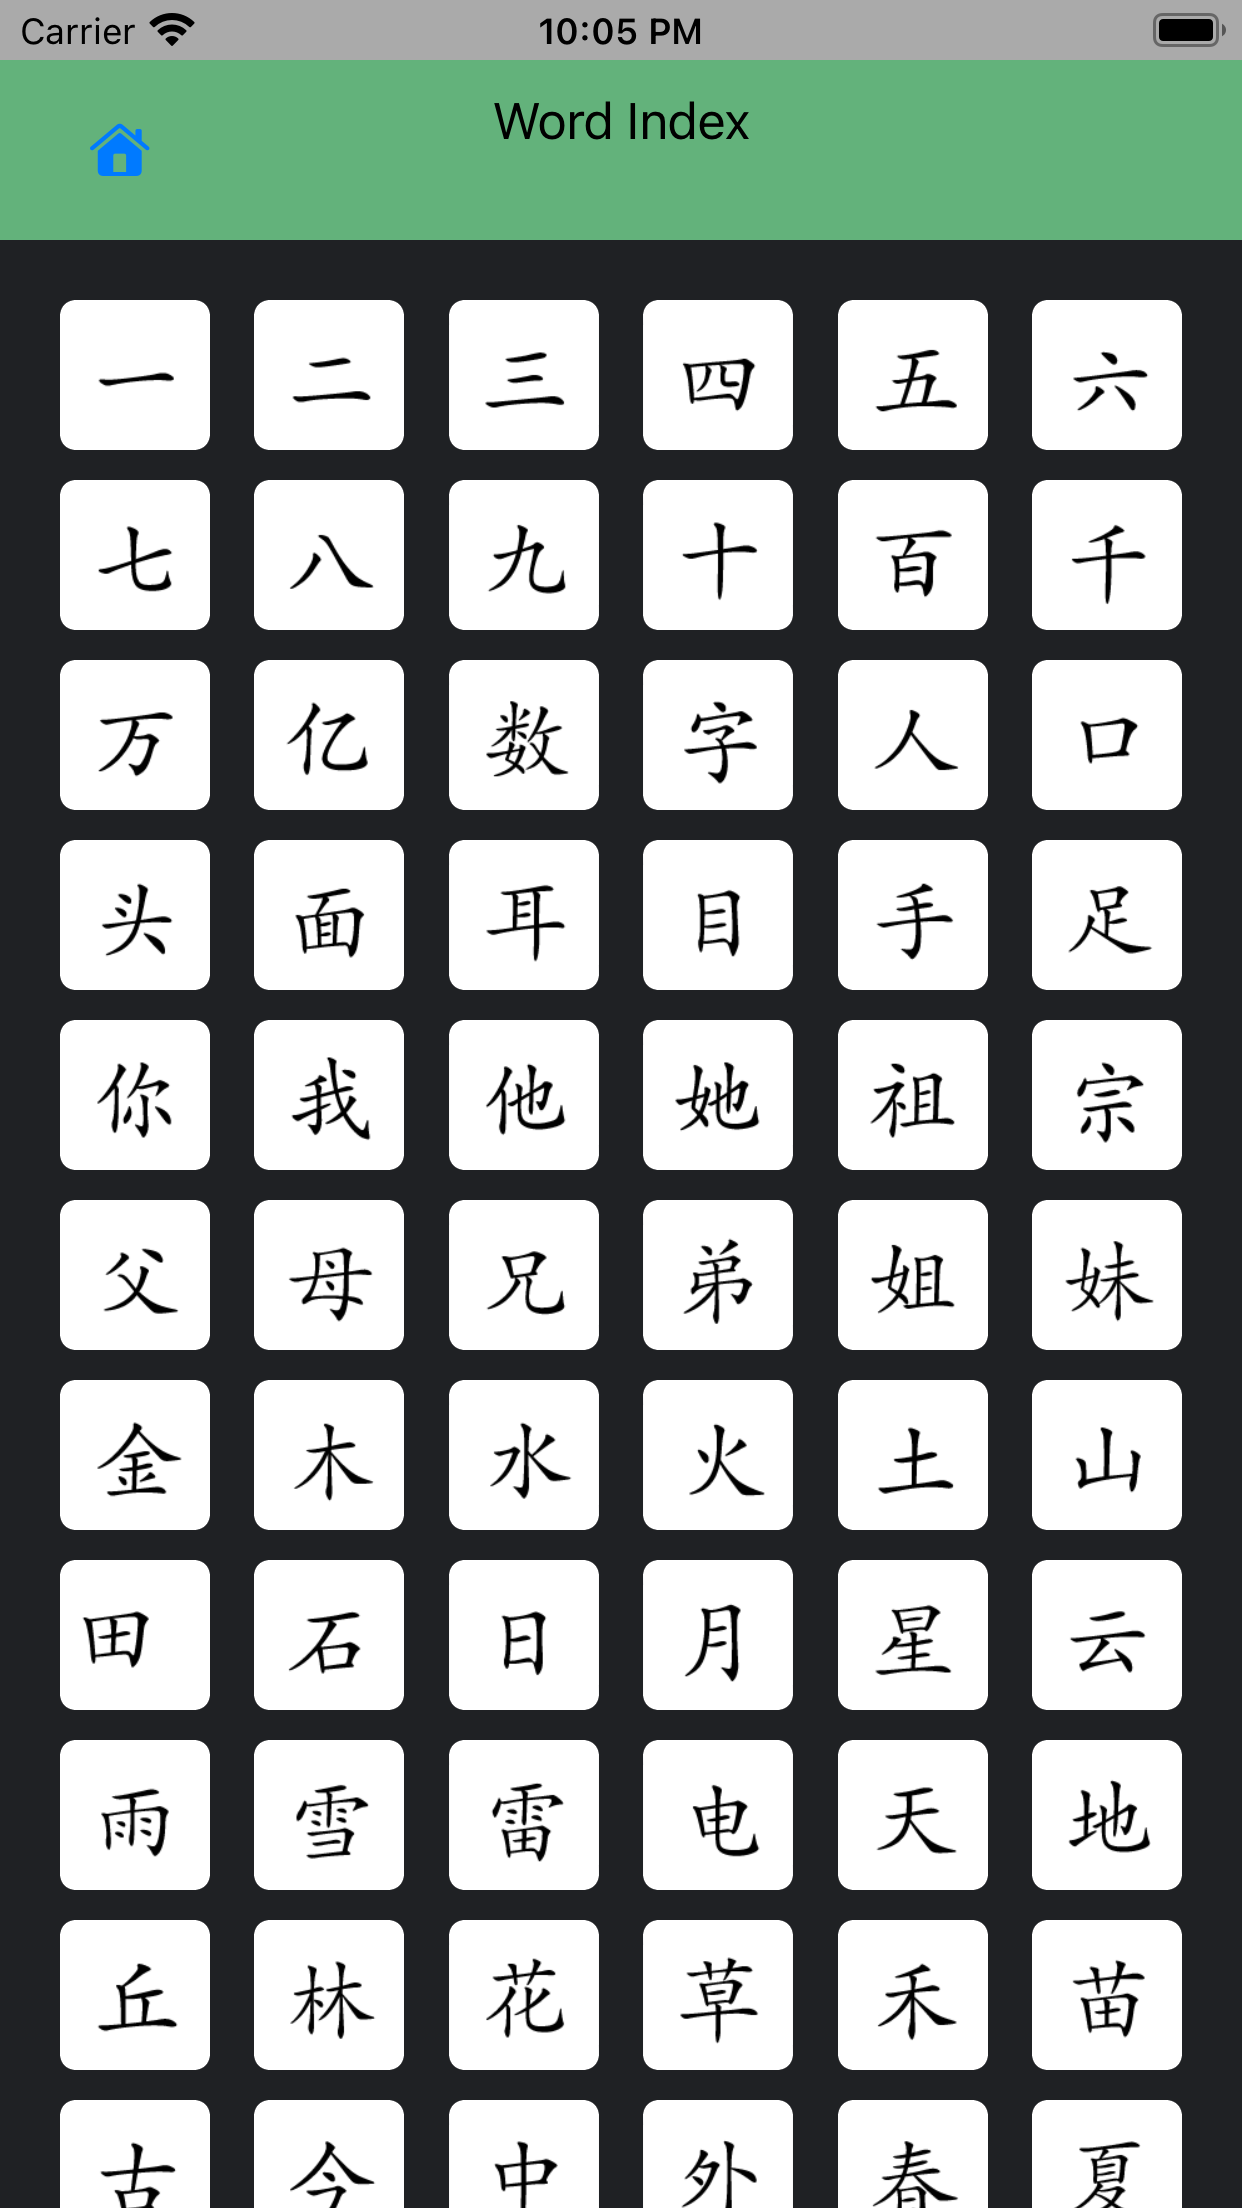 Carrier 10:05 PM
Word Index
一 二 三 四 五 六
七 八 九 十 百 千
万 亿 数 字 人 口
头 面 耳 目 手 足
你 我 他 她 祖 宗
父 母 兄 弟 姐 妹
金 木 水 火 土 山
田 石 日 月 星 云
雨 雪 雷 电 天 地
丘 林 花 草 禾 苗
古 今 中 外 春 夏